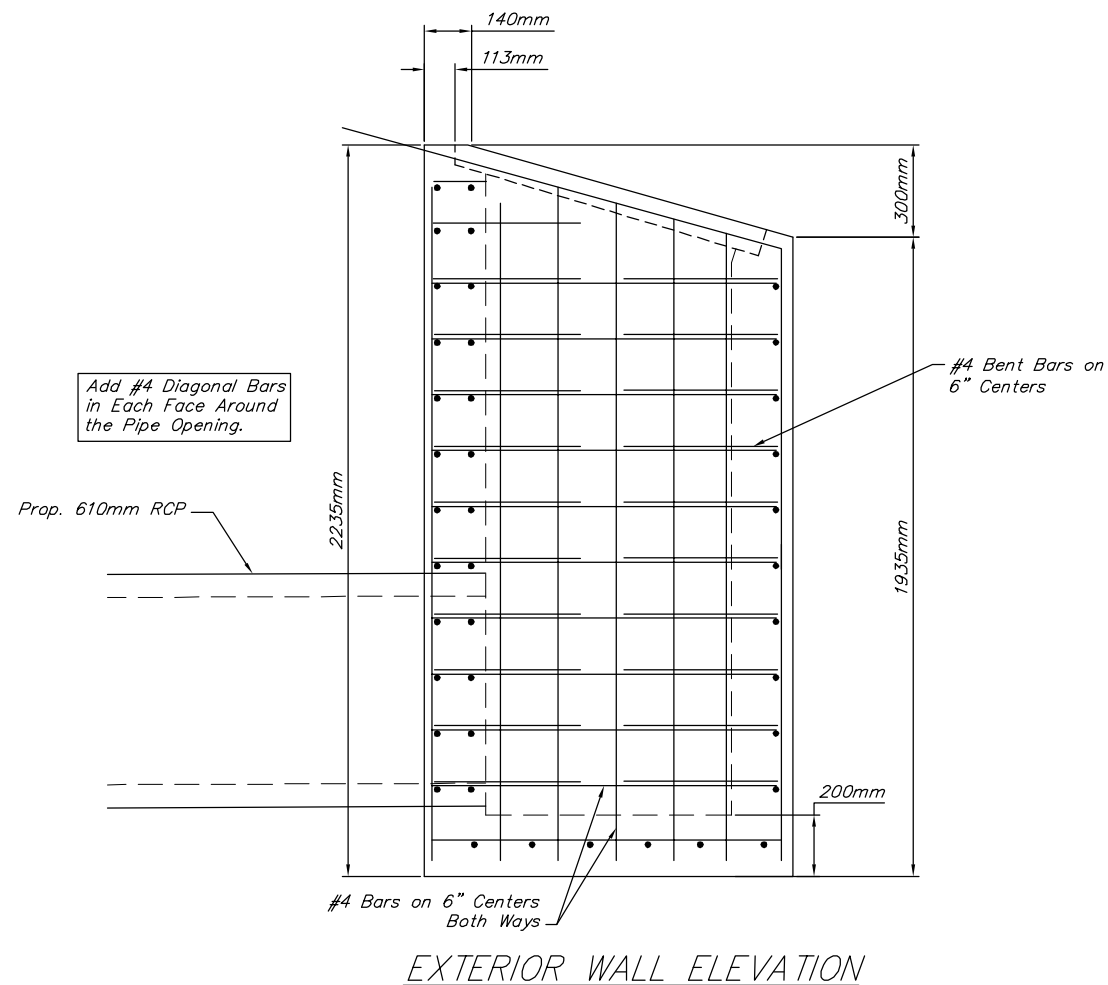 140mm
113mm
300mm
Add #4 Diagonal Bars
in Each Face Around
the Pipe Opening.
#4 Bent Bars on
6” Centers
Prop. 610mm RCP
2235mm
1935mm
200mm
#4 Bars on 6” Centers
Both Ways
EXTERIOR WALL ELEVATION